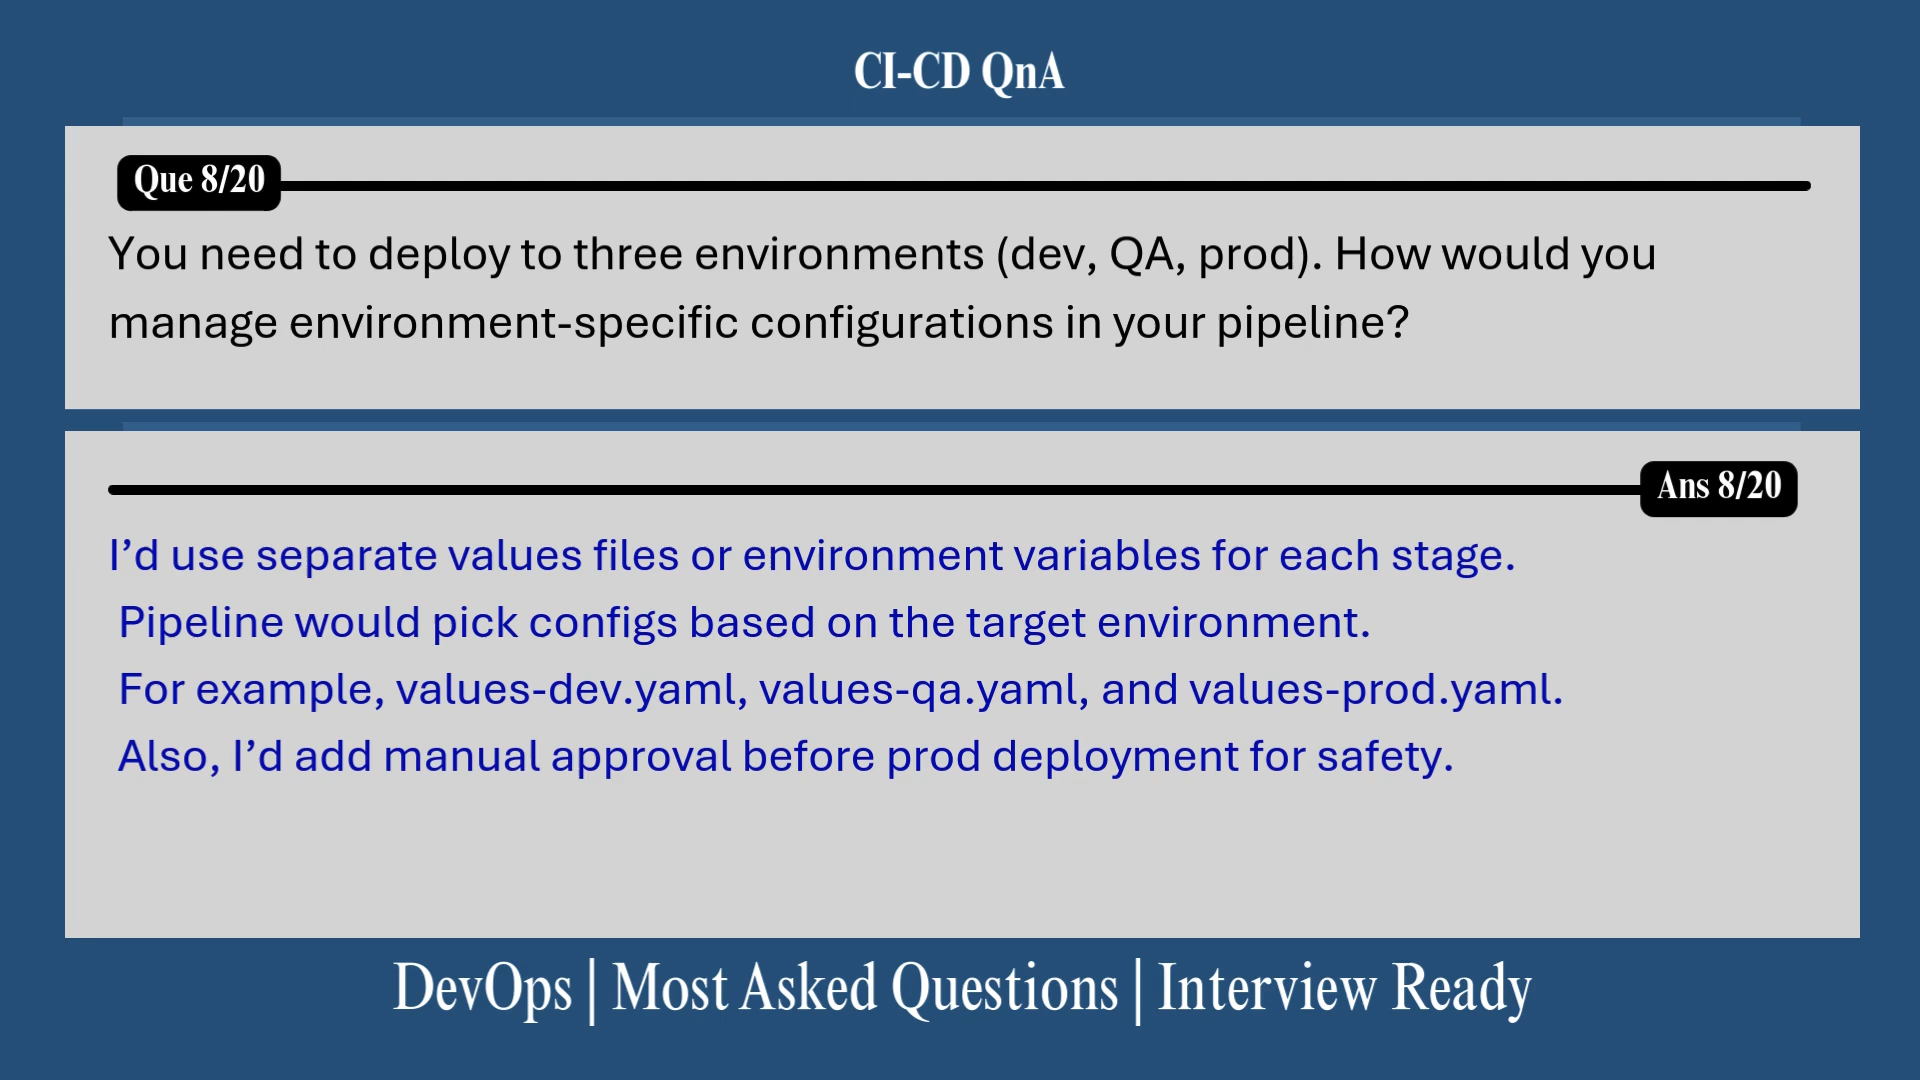 CI-CD QnA
Que 8/20
You need to deploy to three environments (dev, QA, prod). How would you
manage environment-specific configurations in your pipeline?
Ans 8/20
I’d use separate values files or environment variables for each stage.
Pipeline would pick configs based on the target environment.
For example, values-dev.yaml, values-qa.yaml, and values-prod.yaml.
Also, I’d add manual approval before prod deployment for safety.
DevOps | Most Asked Questions | Interview Ready